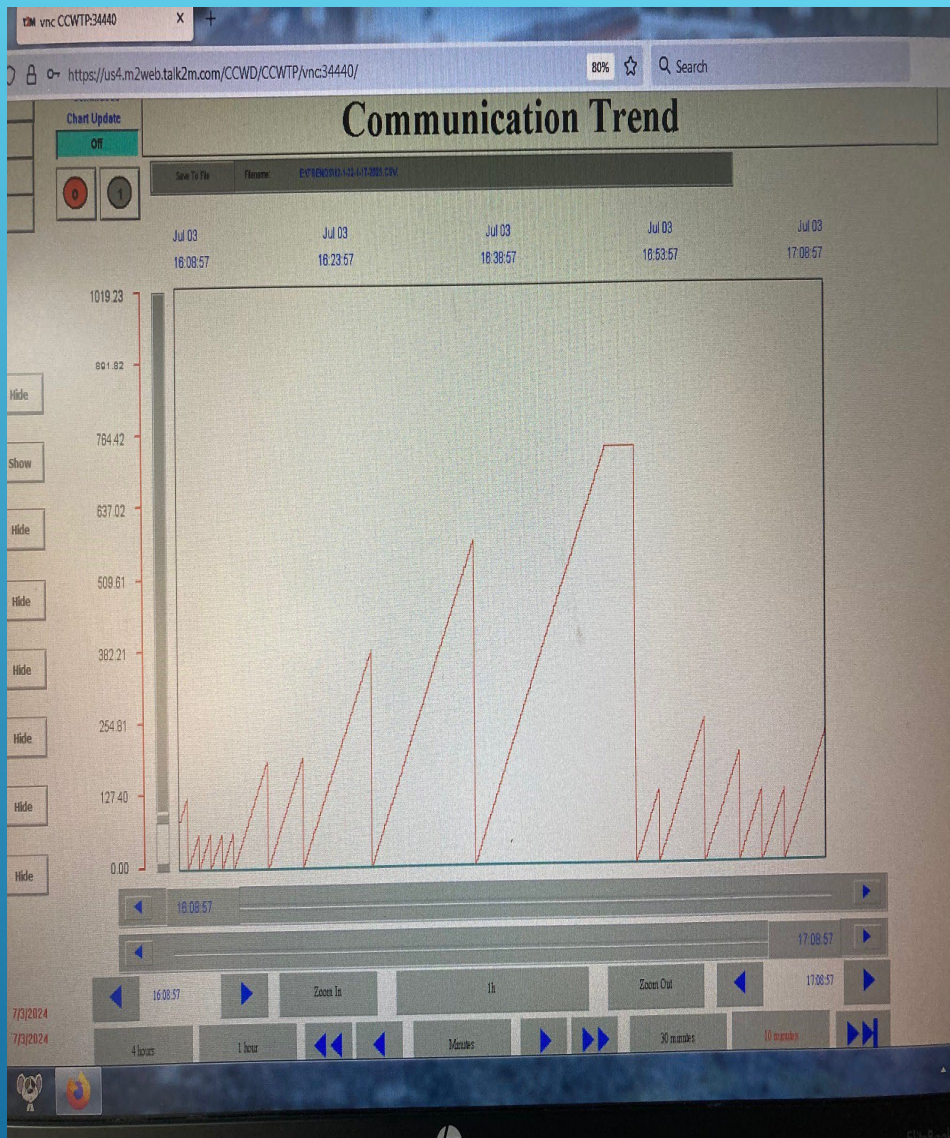 vnc CCWTP:34440 X +
https://us4.m2web.talk2m.com/CCWD/CCWTP/vnc:34440/ 80% Search
Chart Update
Off
0 1
Communication Trend
Save To File Filename:
Jul 03 Jul 03 Jul 03 Jul 03 Jul 03
16:08:57 16:23:57 16:38:57 16:53:57 17:08:57
1019.23
891.82
764.42
637.02
509.61
382.21
254.81
127.40
0.00
Hide
Show
Hide
Hide
Hide
Hide
Hide
Hide
16:08:57
17:08:57
16:08:57 Zoom In 1h Zoom Out 17:08:57
7/3/2024
7/3/2024
4 hours 1 hour Minutes 30 minutes 10 minutes